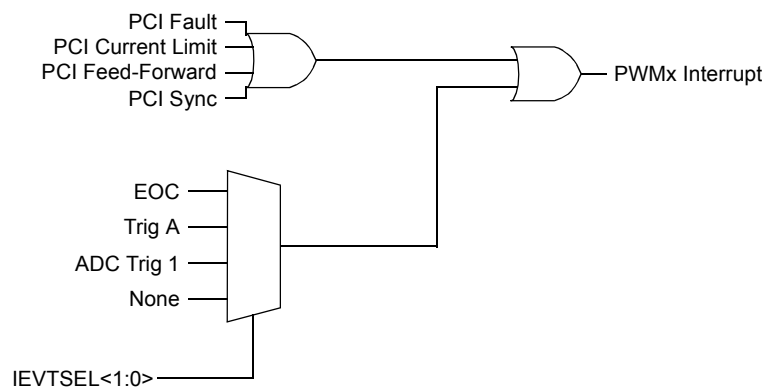 PCI Fault
PCI Current Limit
PCI Feed-Forward
PCI Sync
PWMx Interrupt
EOC
Trig A
ADC Trig 1
None
IEVTSEL<1:0>